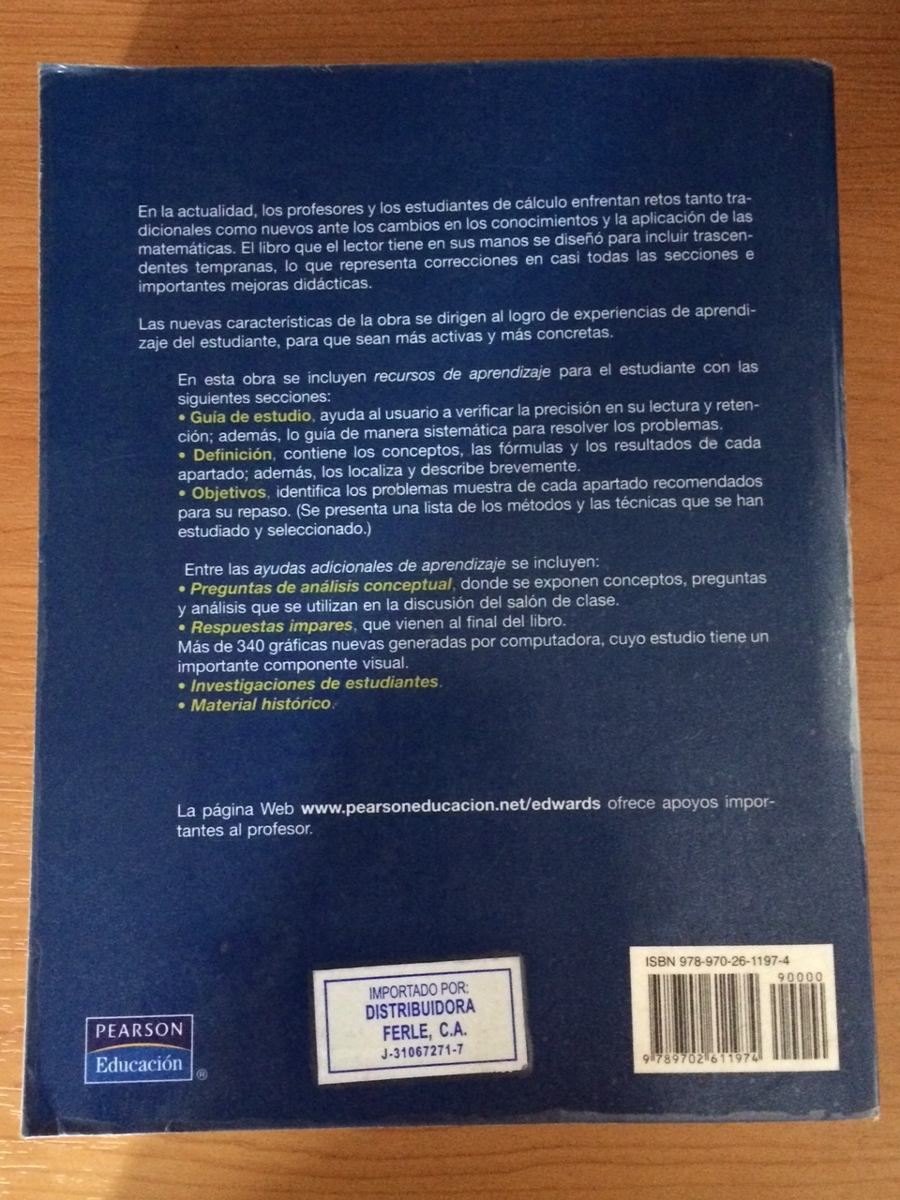 En la actualidad, los profesores y los estudiantes de cálculo enfrentan retos tanto tra-
dicionales como nuevos ante los cambios en los conocimientos y la aplicación de las
matemáticas. El libro que el lector tiene en sus manos se diseñó para incluir trascen-
dentes tempranas, lo que representa correcciones en casi todas las secciones e
importantes mejoras didácticas.
Las nuevas características de la obra se dirigen al logro de experiencias de aprendi-
zaje del estudiante, para que sean más activas y más concretas.
En esta obra se incluyen recursos de aprendizaje para el estudiante con las
siguientes secciones:
• Guía de estudio, ayuda al usuario a verificar la precisión en su lectura y reten-
ción; además, lo guía de manera sistemática para resolver los problemas.
• Definición, contiene los conceptos, las fórmulas y los resultados de cada
apartado; además, los localiza y describe brevemente.
• Objetivos, identifica los problemas muestra de cada apartado recomendados
para su repaso. (Se presenta una lista de los métodos y las técnicas que se han
estudiado y seleccionado.)
Entre las ayudas adicionales de aprendizaje se incluyen:
• Preguntas de análisis conceptual, donde se exponen conceptos, preguntas
y análisis que se utilizan en la discusión del salón de clase.
• Respuestas impares, que vienen al final del libro.
Más de 340 gráficas nuevas generadas por computadora, cuyo estudio tiene un
importante componente visual.
• Investigaciones de estudiantes.
• Material histórico.
La página Web www.pearsoneducacion.net/edwards ofrece apoyos impor-
tantes al profesor.
PEARSON
Educación®
IMPORTADO POR:
DISTRIBUIDORA
FERLE, C.A.
J-31067271-7
ISBN 978-970-26-1197-4
90000
9 789702 611974